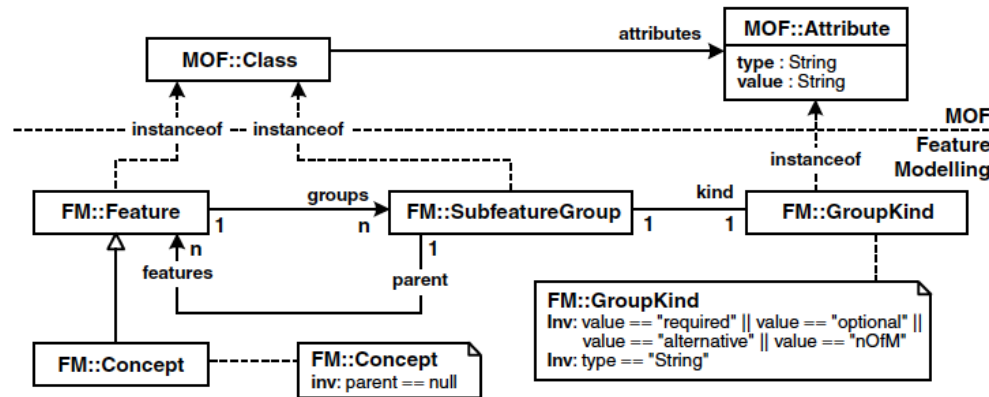 MOF::Class
attributes
MOF::Attribute
type : String
value : String
instanceof
instanceof
MOF
Feature
Modelling
instanceof
FM::Feature
1
groups
n
FM::SubfeatureGroup
1
kind
1
FM::GroupKind
n
features
1
parent
FM::Concept
FM::Concept
inv: parent == null
FM::GroupKind
Inv: value == "required" || value == "optional" ||
value == "alternative" || value == "nOfM"
Inv: type == "String"